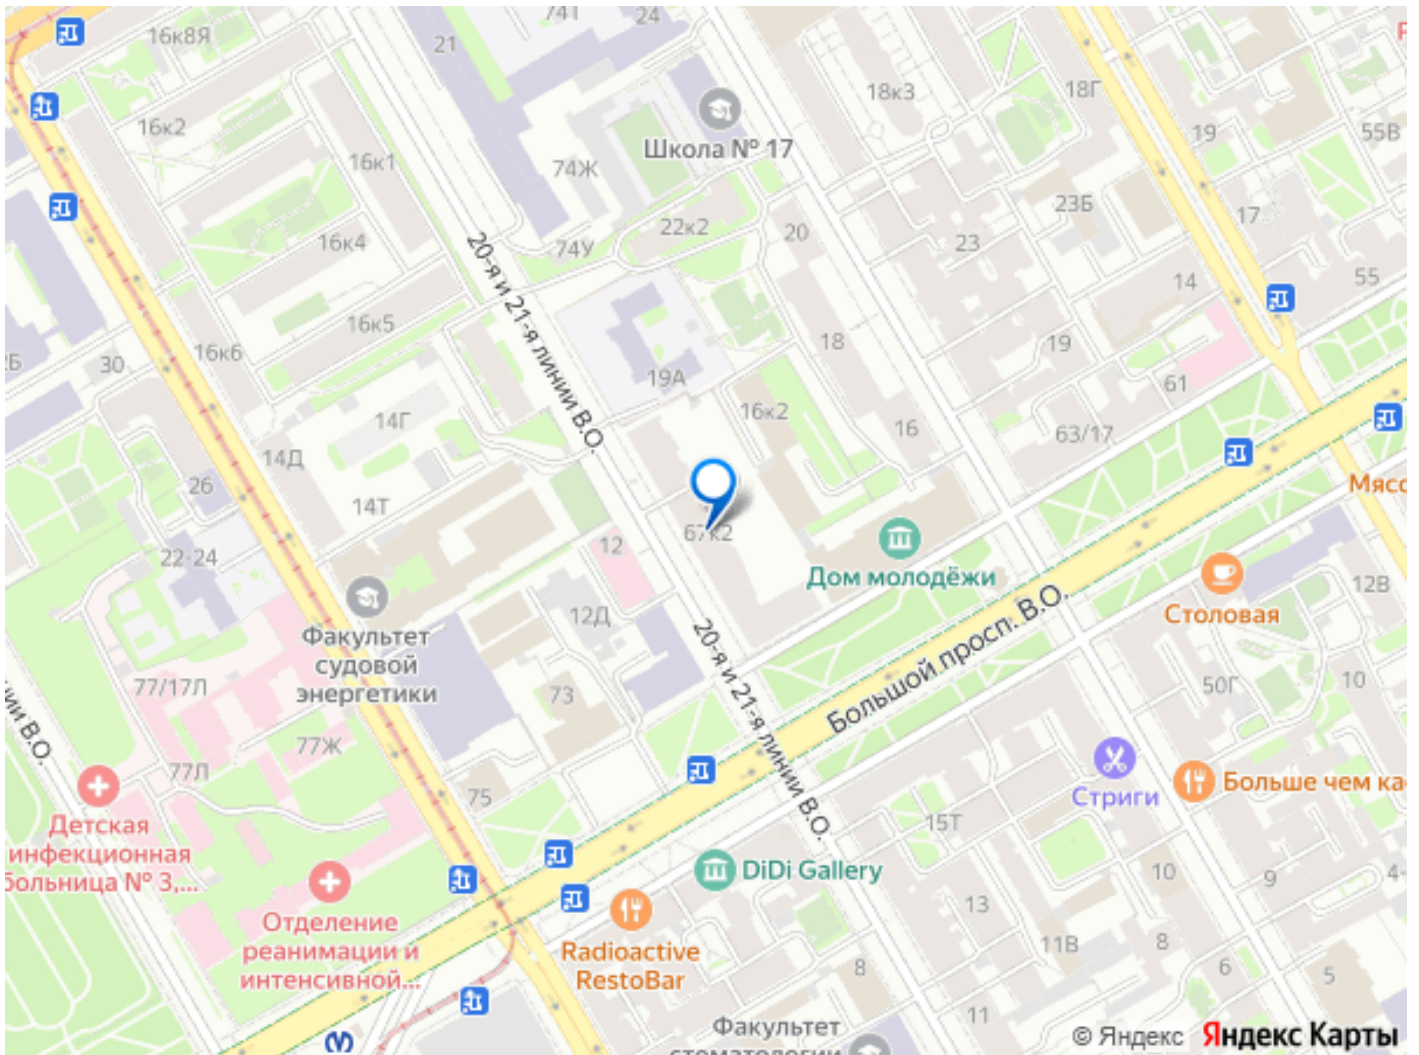 74П
24
16к8Я
21
18к3
18Г
16к2
19
55В
Школа № 17
16к1
74Ж
23Б
17
22к2
20
16к4
74У
23
55
14
20-я и 21-я линии В.О.
16к5
18
19
30
16к6
19А
61
16к2
14Г
16
63/17
14Д
26
14Т
67к2
22-24
12
Дом молодёжи
Столовая
12В
12Д
Факультет
судовой
энергетики
20-я и 21-я линии В.О.
Большой просп. В.О.
77/17Л
73
50Г
10
77Ж
77Л
75
Стриги
Больше чем ка
15Т
Детская
инфекционная
больница № 3,...
DiDi Gallery
10
9
4-
Отделение
реанимации и
интенсивной...
Radioactive
RestoBar
13
11В
8
8
6
5
11
Факультет
стоматологии
© Яндекс Яндекс Карты